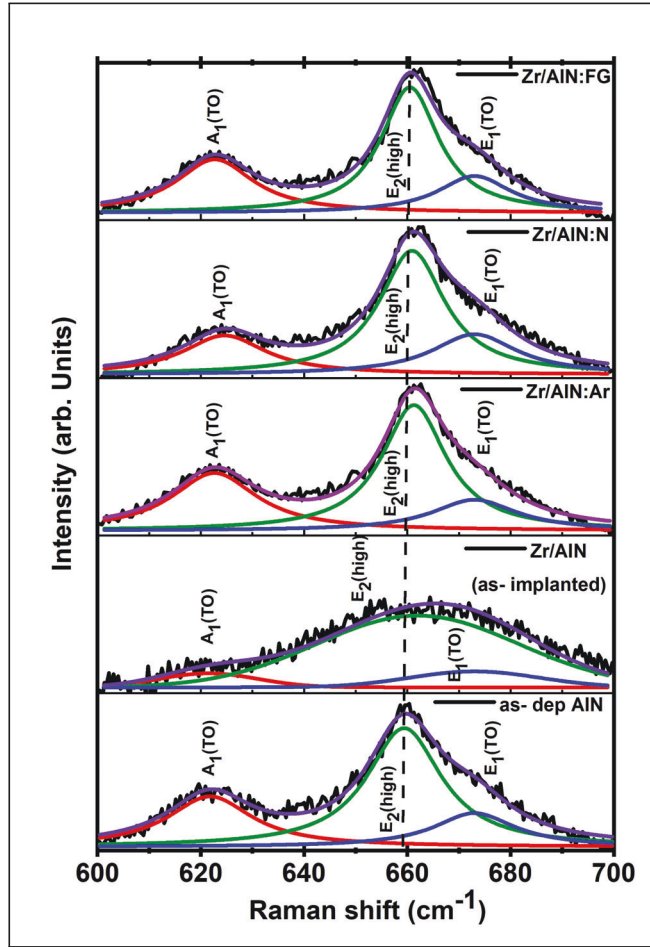 Zr/AlN:FG
A1(TO)
E2(high)
E1(TO)
Zr/AlN:N
A1(TO)
E2(high)
E1(TO)
Zr/AlN:Ar
A1(TO)
E2(high)
E1(TO)
Zr/AlN
(as- implanted)
A1(TO)
E2(high)
E1(TO)
as- dep AlN
A1(TO)
E2(high)
E1(TO)
Intensity (arb. Units)
600 620 640 660 680 700
Raman shift (cm-1)